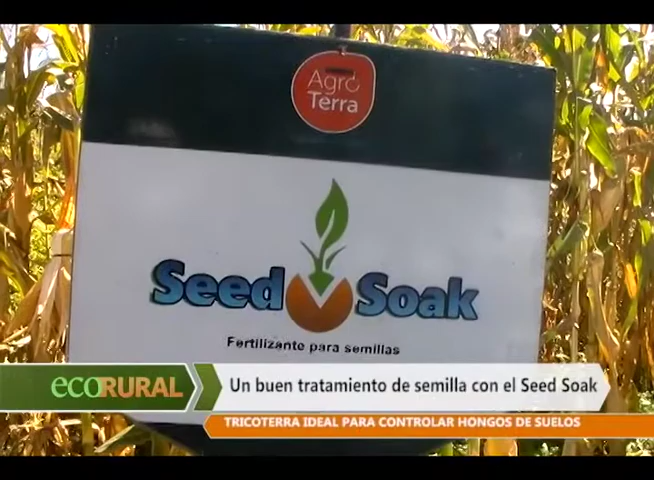 Agro
Terra
Seed Soak
Fertilizante para semillas
ecoRURAL
Un buen tratamiento de semilla con el Seed Soak
TRICOTERRA IDEAL PARA CONTROLAR HONGOS DE SUELOS